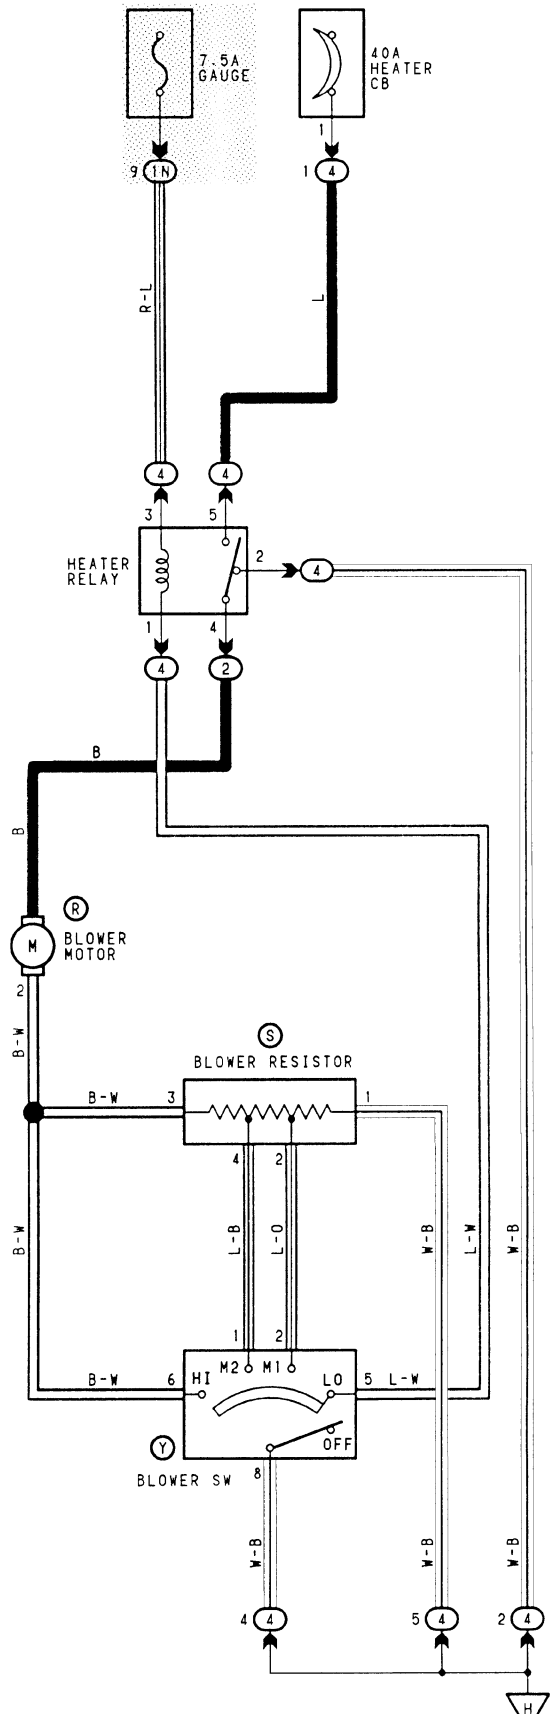 7.5A
GAUGE
40A
HEATER
CB
1
9 1N
1 4
R-L
L
4 4
3 5
HEATER
RELAY
2
4
1 4
4 2
B
B
R
M
BLOWER
MOTOR
2
B-W
S
BLOWER RESISTOR
B-W
3
1
4
2
B-W
L-B
L-O
W-B
L-W
W-B
1
2
M2
M1
B-W
6
HI
LO
5
L-W
OFF
Y
BLOWER SW
8
W-B
W-B
W-B
4 4
5 4
2 4
H